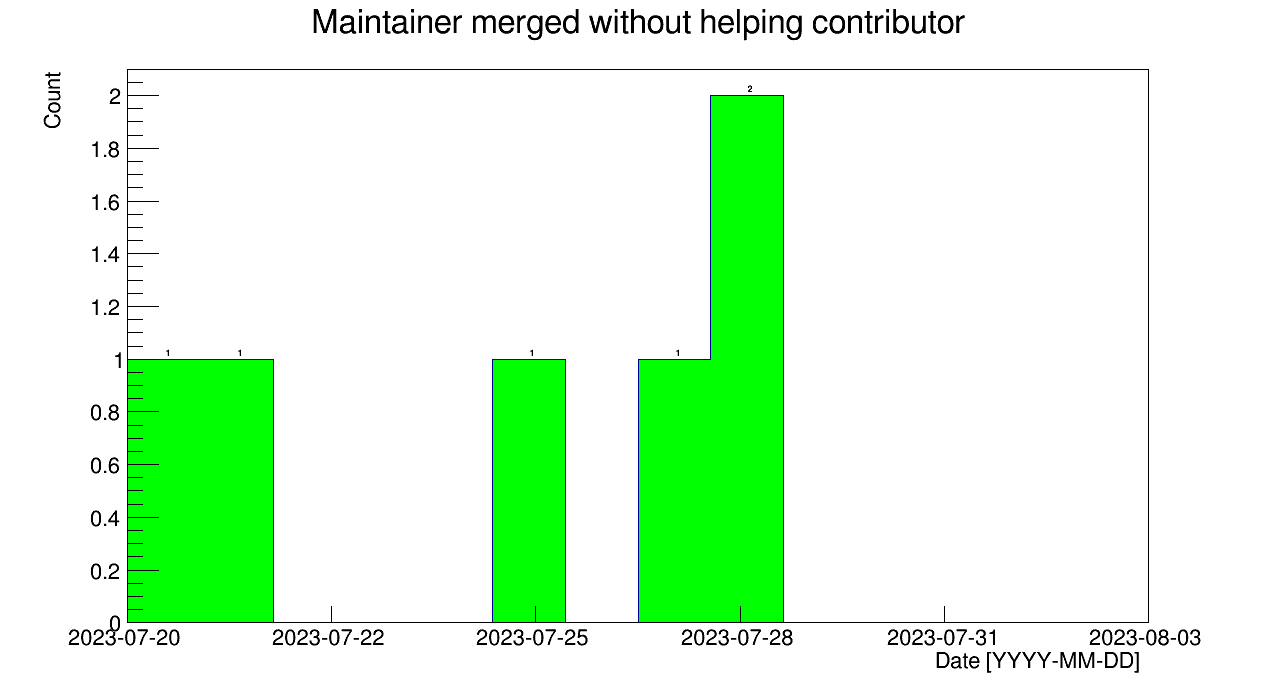 Maintainer merged without helping contributor
Count
2
1.8
1.6
1.4
1.2
1
0.8
0.6
0.4
0.2
0
1 1 1 1 2
2023-07-20 2023-07-22 2023-07-25 2023-07-28 2023-07-31 2023-08-03
Date [YYYY-MM-DD]